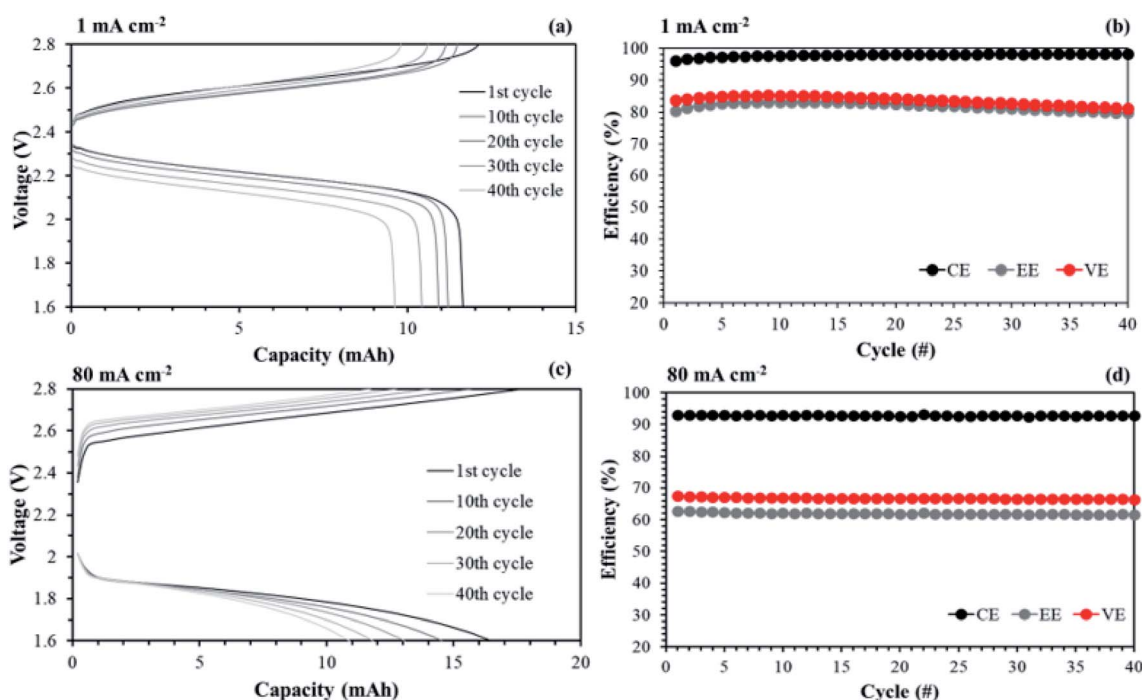 1 mA cm⁻²
(a)
2.8
2.6
2.4
2.2
2
1.8
1.6
Voltage (V)
1st cycle
10th cycle
20th cycle
30th cycle
40th cycle
0 5 10 15
Capacity (mAh)
1 mA cm⁻²
(b)
100
90
80
70
60
50
40
30
20
Efficiency (%)
CE EE VE
0 5 10 15 20 25 30 35 40
Cycle (#)
80 mA cm⁻²
(c)
2.8
2.6
2.4
2.2
2
1.8
1.6
Voltage (V)
1st cycle
10th cycle
20th cycle
30th cycle
40th cycle
0 5 10 15 20
Capacity (mAh)
80 mA cm⁻²
(d)
100
90
80
70
60
50
40
30
20
Efficiency (%)
CE EE VE
0 5 10 15 20 25 30 35 40
Cycle (#)